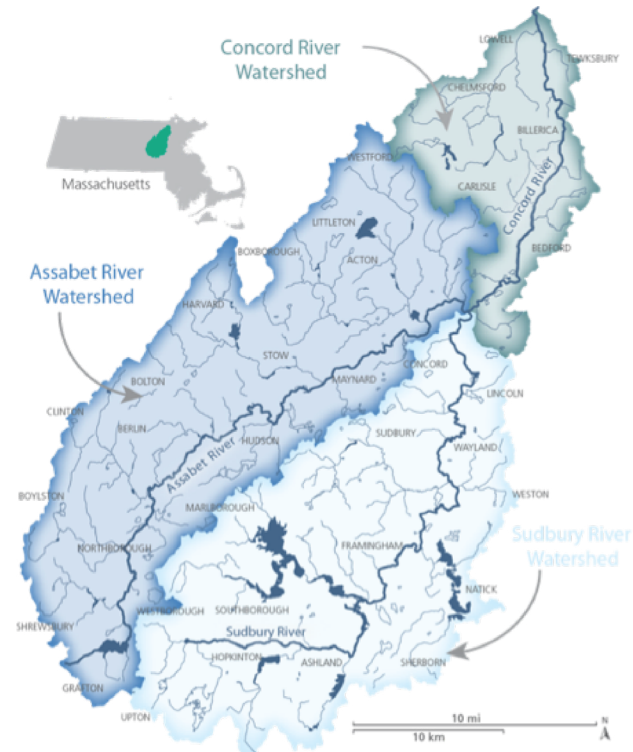 Concord River
Watershed
LOWELL
TEWKSBURY
CHELMSFORD
BILLERICA
WESTFORD
CARLISLE
Concord River
Massachusetts
LITTLETON
BEDFORD
BOXBOROUGH
ACTON
Assabet River
Watershed
HARVARD
STOW
CONCORD
MAYNARD
BOLTON
LINCOLN
CLINTON
BERLIN
SUDBURY
HUDSON
WAYLAND
Assabet River
BOYLSTON
WESTON
MARLBOROUGH
Sudbury River
Watershed
FRAMINGHAM
NORTHBOROUGH
NATICK
WESTBOROUGH
SOUTHBOROUGH
SHREWSBURY
Sudbury River
HOPKINTON
ASHLAND
SHERBORN
GRAFTON
UPTON
10 mi
10 km
N